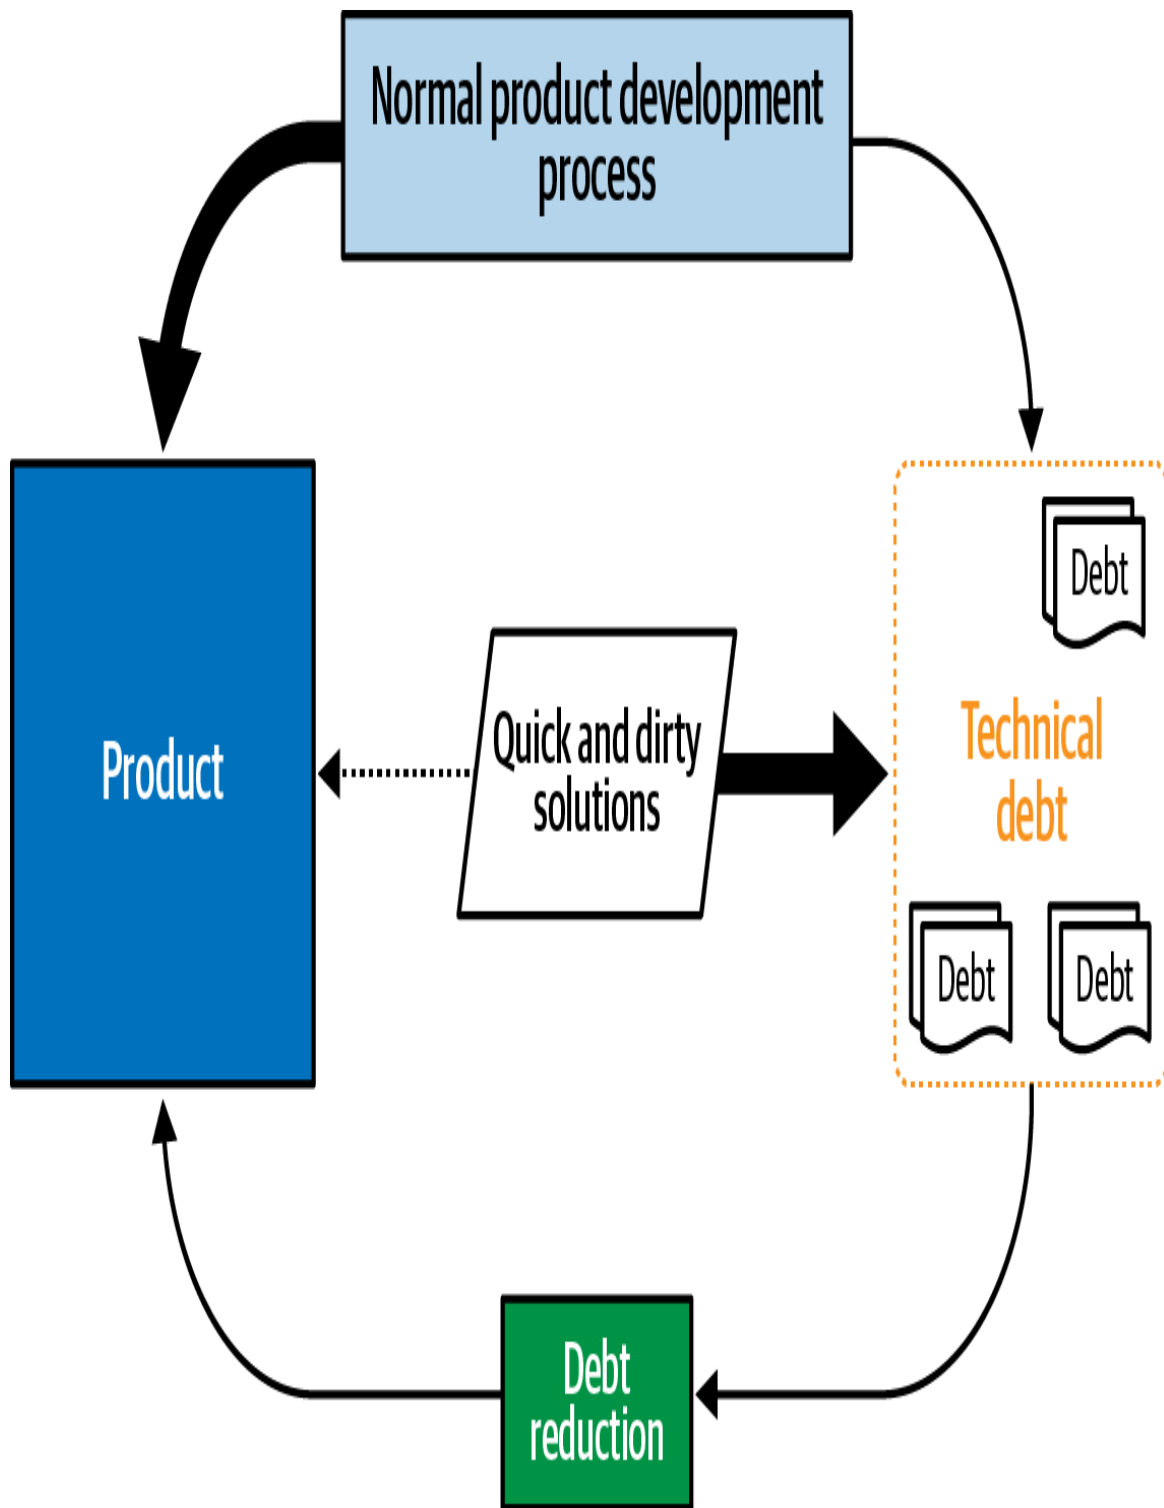 Normal product development
process
Debt
Product
Quick and dirty
solutions
Technical
debt
Debt
Debt
Debt
reduction